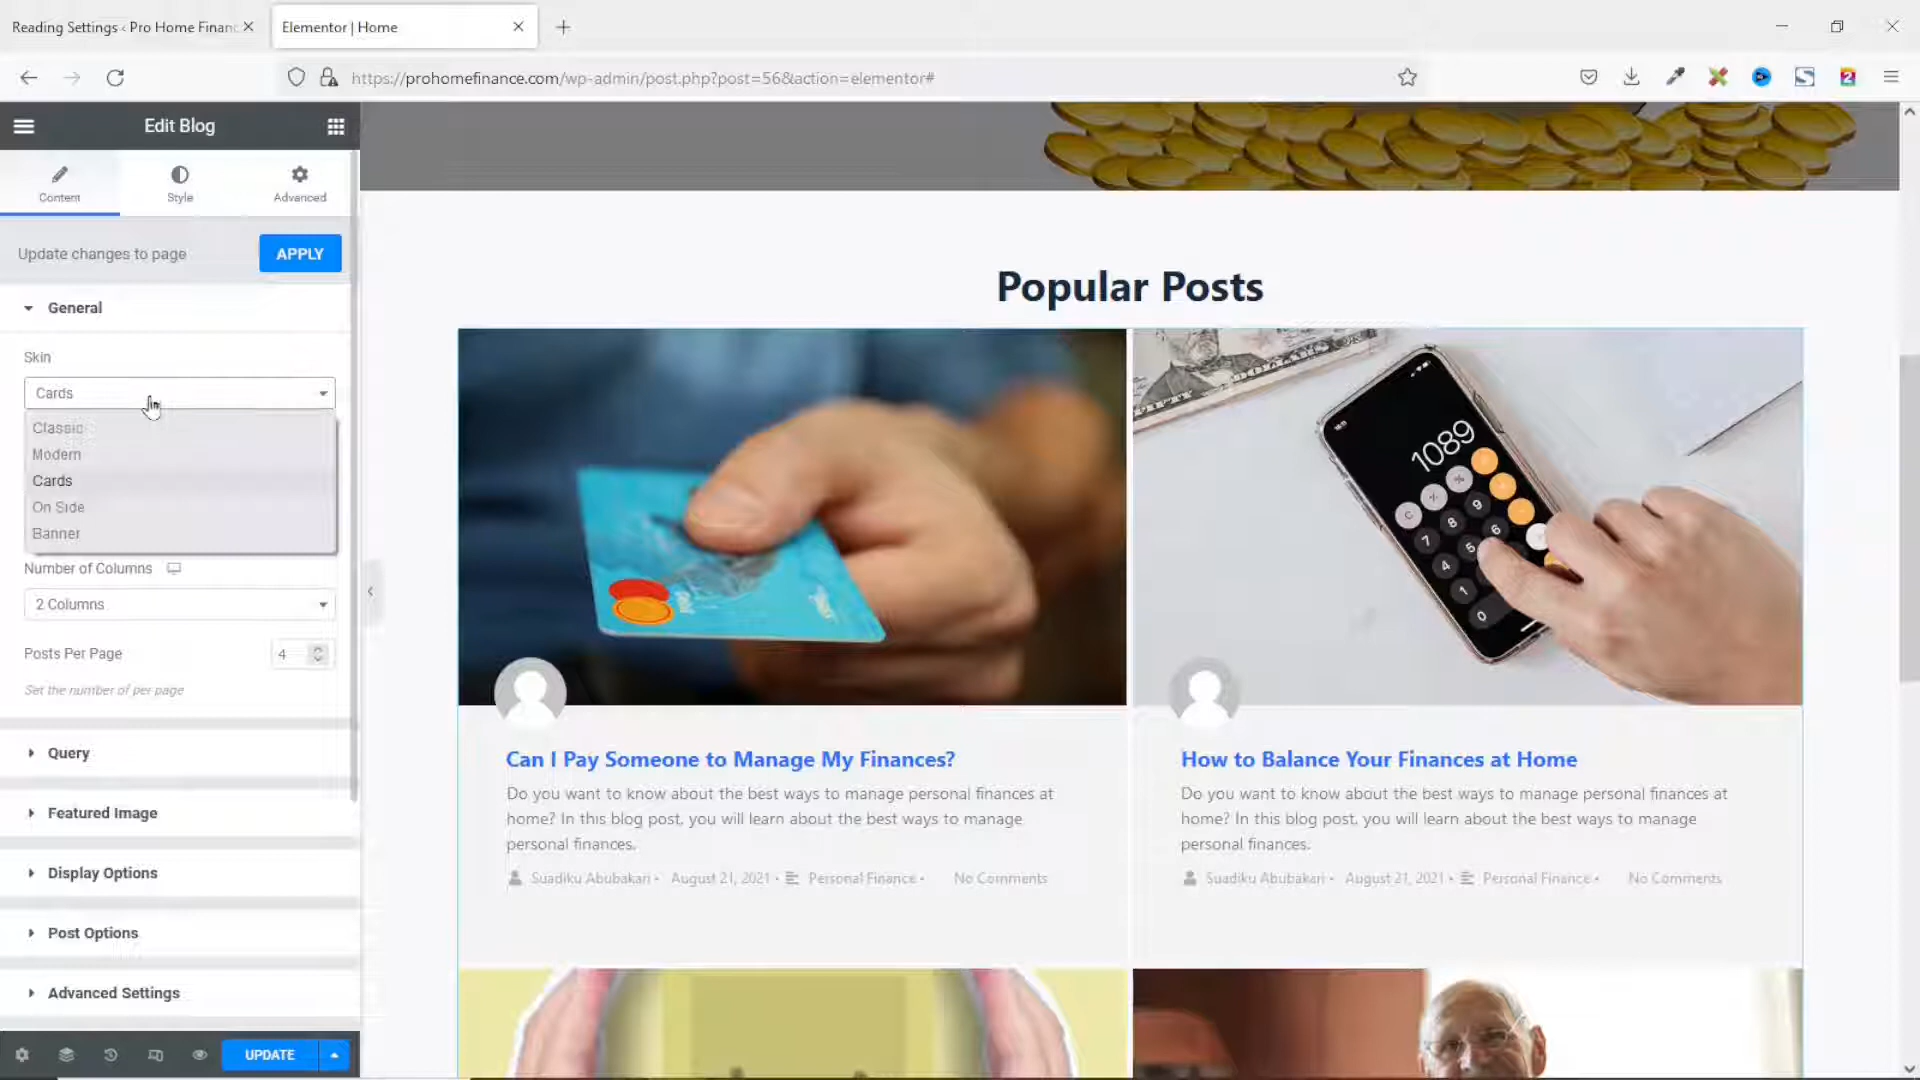 Reading Settings ‹ Pro Home Financ
Elementor | Home
https://prohomefinance.com/wp-admin/post.php?post=56&action=elementor#
Edit Blog
Content
Style
Advanced
Update changes to page
APPLY
General
Skin
Cards
Classic
Modern
Cards
On Side
Banner
Number of Columns
2 Columns
Posts Per Page
4
Set the number of per page
Query
Featured Image
Display Options
Post Options
Advanced Settings
UPDATE
Popular Posts
1089
Can I Pay Someone to Manage My Finances?
Do you want to know about the best ways to manage personal finances at
home? In this blog post, you will learn about the best ways to manage
personal finances.
Suadiku Abubakari • August 21, 2021 • Personal Finance • No Comments
How to Balance Your Finances at Home
Do you want to know about the best ways to manage personal finances at
home? In this blog post, you will learn about the best ways to manage
personal finances.
Suadiku Abubakari • August 21, 2021 • Personal Finance • No Comments